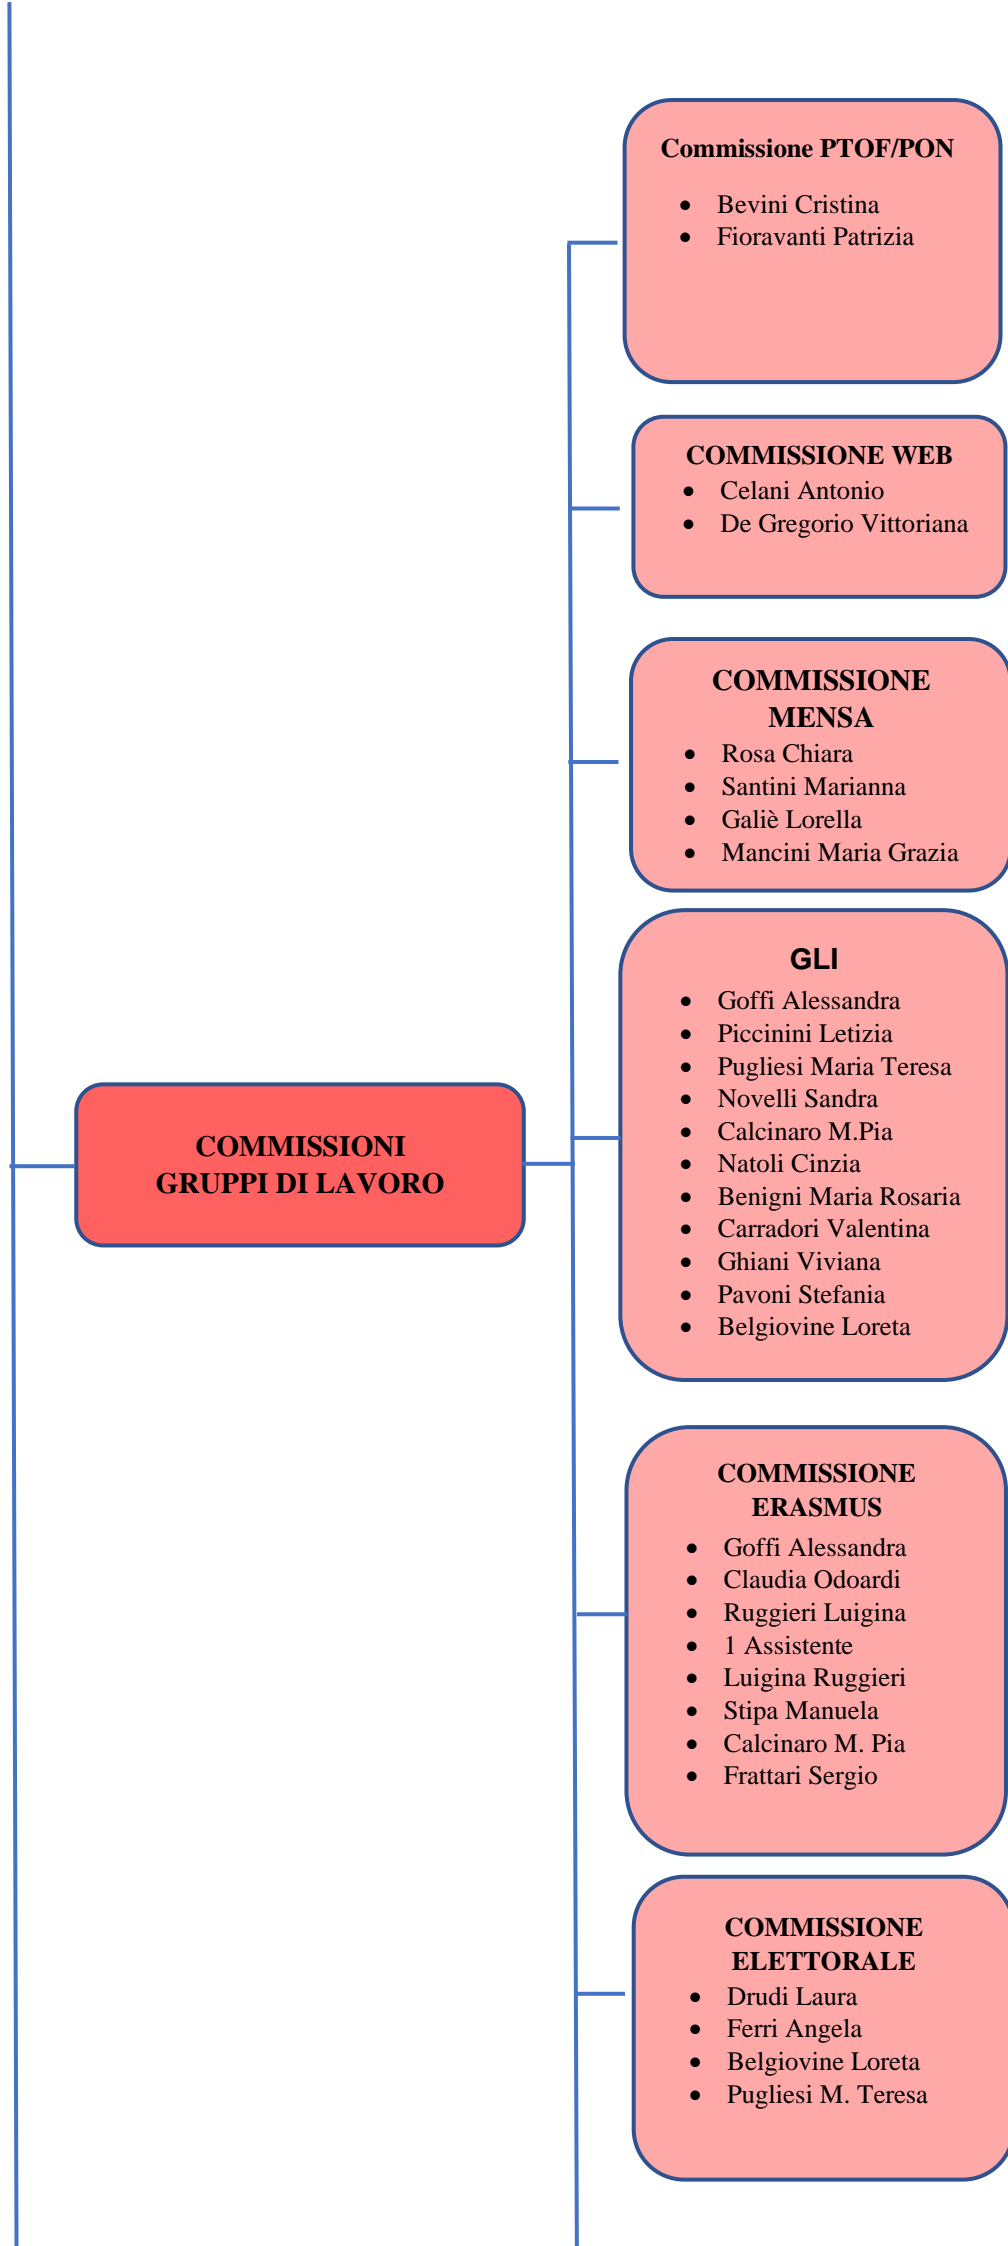 Commissione PTOF/PON
• Bevini Cristina
• Fioravanti Patrizia
COMMISSIONE WEB
• Celani Antonio
• De Gregorio Vittoriana
COMMISSIONE
MENSA
• Rosa Chiara
• Santini Marianna
• Galiè Lorella
• Mancini Maria Grazia
GLI
• Goffi Alessandra
• Piccinini Letizia
• Pugliesi Maria Teresa
• Novelli Sandra
• Calcinaro M.Pia
• Natoli Cinzia
• Benigni Maria Rosaria
• Carradori Valentina
• Ghiani Viviana
• Pavoni Stefania
• Belgiovine Loreta
COMMISSIONI
GRUPPI DI LAVORO
COMMISSIONE
ERASMUS
• Goffi Alessandra
• Claudia Odoardi
• Ruggieri Luigina
• 1 Assistente
• Luigina Ruggieri
• Stipa Manuela
• Calcinaro M. Pia
• Frattari Sergio
COMMISSIONE
ELETTORALE
• Drudi Laura
• Ferri Angela
• Belgiovine Loreta
• Pugliesi M. Teresa